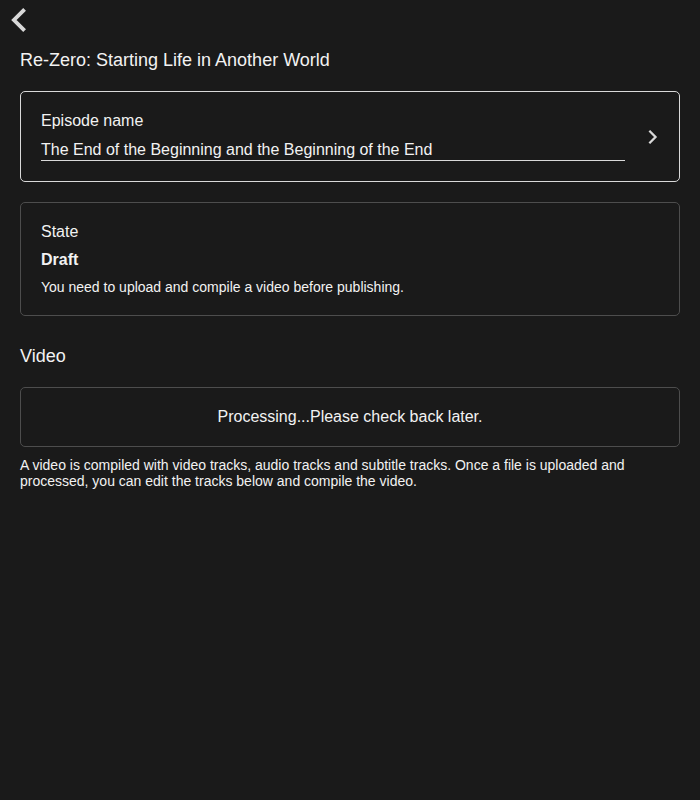 Re-Zero: Starting Life in Another World
Episode name
The End of the Beginning and the Beginning of the End
State
Draft
You need to upload and compile a video before publishing.
Video
Processing...Please check back later.
A video is compiled with video tracks, audio tracks and subtitle tracks. Once a file is uploaded and
processed, you can edit the tracks below and compile the video.